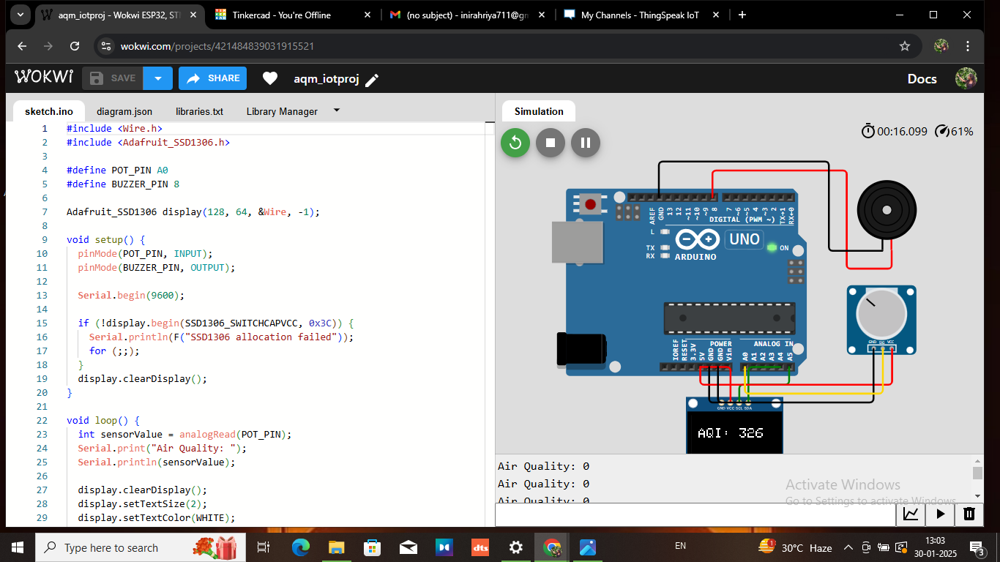 aqm_iotproj - Wokwi ESP32, ST
Tinkercad - You're Offline
(no subject) - inirahriya711@gr
My Channels - ThingSpeak IoT
wokwi.com/projects/421484839031915521
WOKWi
SAVE
SHARE
aqm_iotproj
Docs
sketch.ino
diagram.json
libraries.txt
Library Manager
1 #include <Wire.h>
2 #include <Adafruit_SSD1306.h>
3
4 #define POT_PIN A0
5 #define BUZZER_PIN 8
6
7 Adafruit_SSD1306 display(128, 64, &Wire, -1);
8
9 void setup() {
10 pinMode(POT_PIN, INPUT);
11 pinMode(BUZZER_PIN, OUTPUT);
12
13 Serial.begin(9600);
14
15 if (!display.begin(SSD1306_SWITCHCAPVCC, 0x3C)) {
16 Serial.println(F("SSD1306 allocation failed"));
17 for (;;);
18 }
19 display.clearDisplay();
20 }
21
22 void loop() {
23 int sensorValue = analogRead(POT_PIN);
24 Serial.print("Air Quality: ");
25 Serial.println(sensorValue);
26
27 display.clearDisplay();
28 display.setTextSize(2);
29 display.setTextColor(WHITE);
Simulation
00:16.099 61%
AREF GND 13 12 ~11 ~10 ~9 8 7 ~6 ~5 4 ~3 2 TX→1 RX←0
DIGITAL (PWM ~)
L
TX
RX
UNO
ON
ARDUINO
IOREF RESET 3.3V 5V GND GND Vin
POWER
ANALOG IN
A0 A1 A2 A3 A4 A5
GND SIG VCC
GND VCC SCL SDA
AQI: 326
Air Quality: 0
Air Quality: 0
Air Quality: 0
Activate Windows
Go to Settings to activate Windows.
Type here to search
dts
1
30°C Haze
EN
13:03
30-01-2025
3